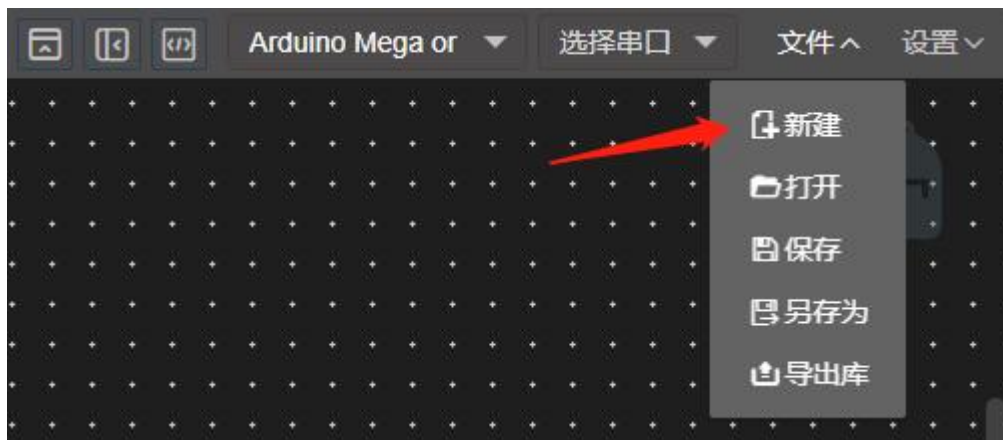 Arduino Mega or 选择串口 文件 设置
新建
打开
保存
另存为
导出库